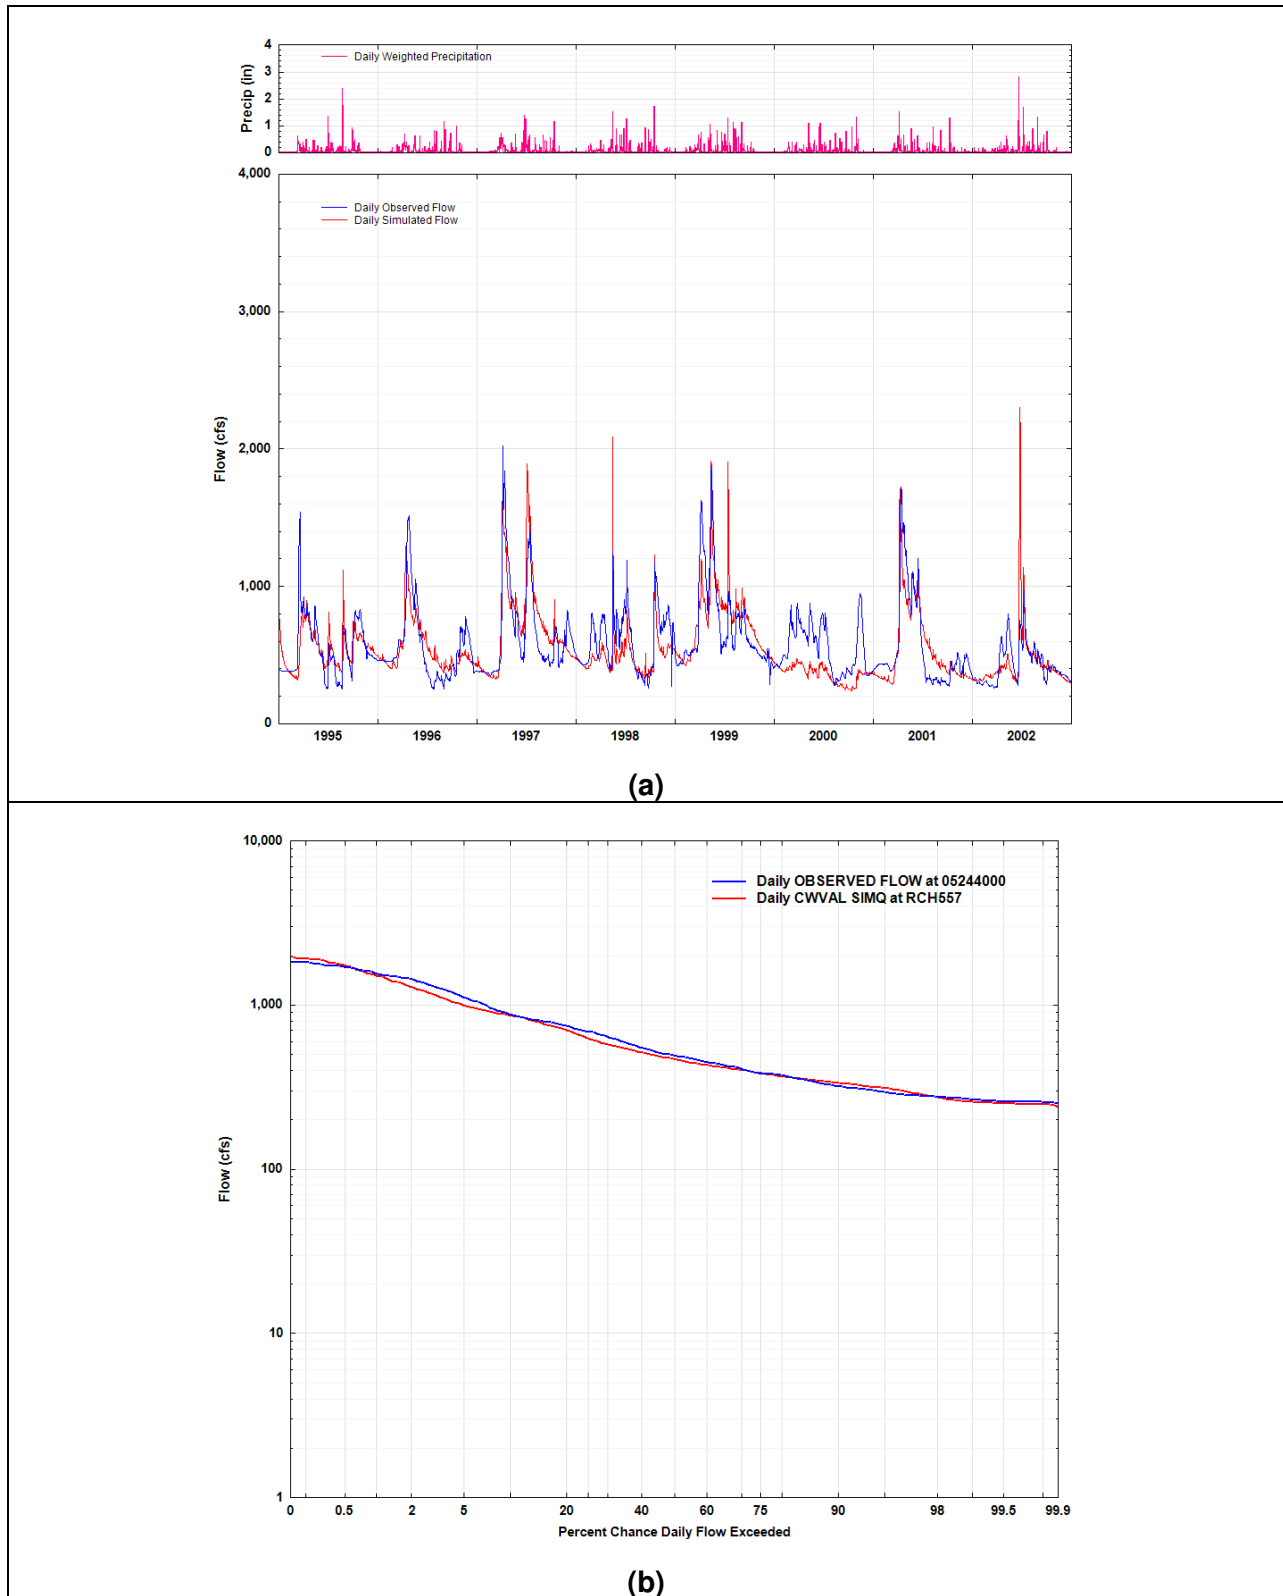 4
Daily Weighted Precipitation
3
2
1
0
Precip (in)
4,000
Daily Observed Flow
Daily Simulated Flow
3,000
2,000
1,000
0
Flow (cfs)
1995 1996 1997 1998 1999 2000 2001 2002
(a)
10,000
Daily OBSERVED FLOW at 05244000
Daily CWVAL SIMQ at RCH557
1,000
100
10
1
Flow (cfs)
0 0.5 2 5 20 40 60 75 90 98 99.5 99.9
Percent Chance Daily Flow Exceeded
(b)